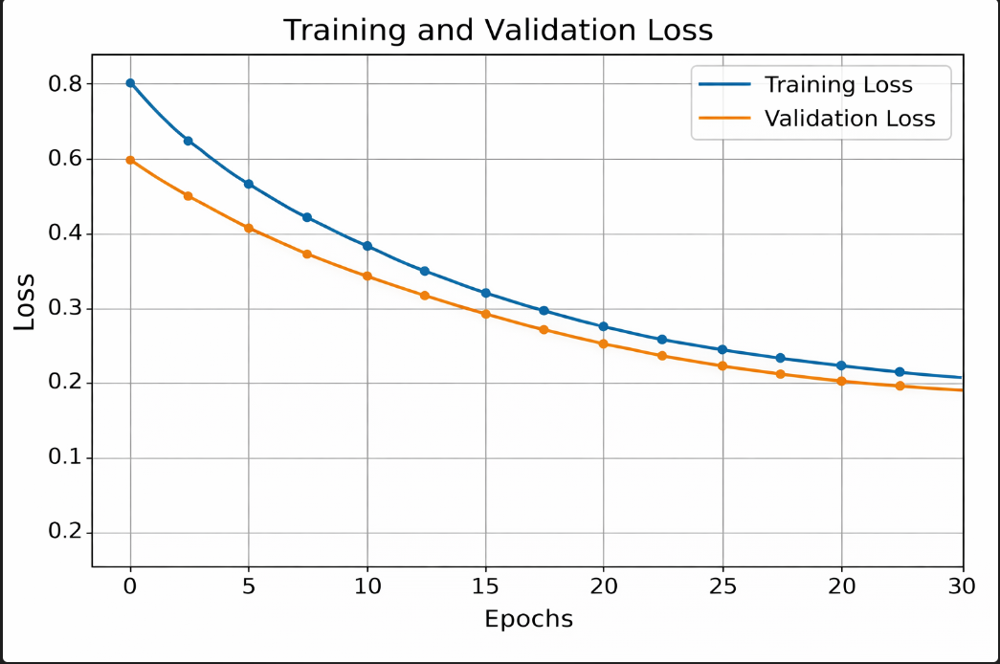 Training and Validation Loss
Training Loss
Validation Loss
0.8
0.6
0.4
0.3
0.2
0.1
0.2
Loss
0 5 10 15 20 25 20 30
Epochs